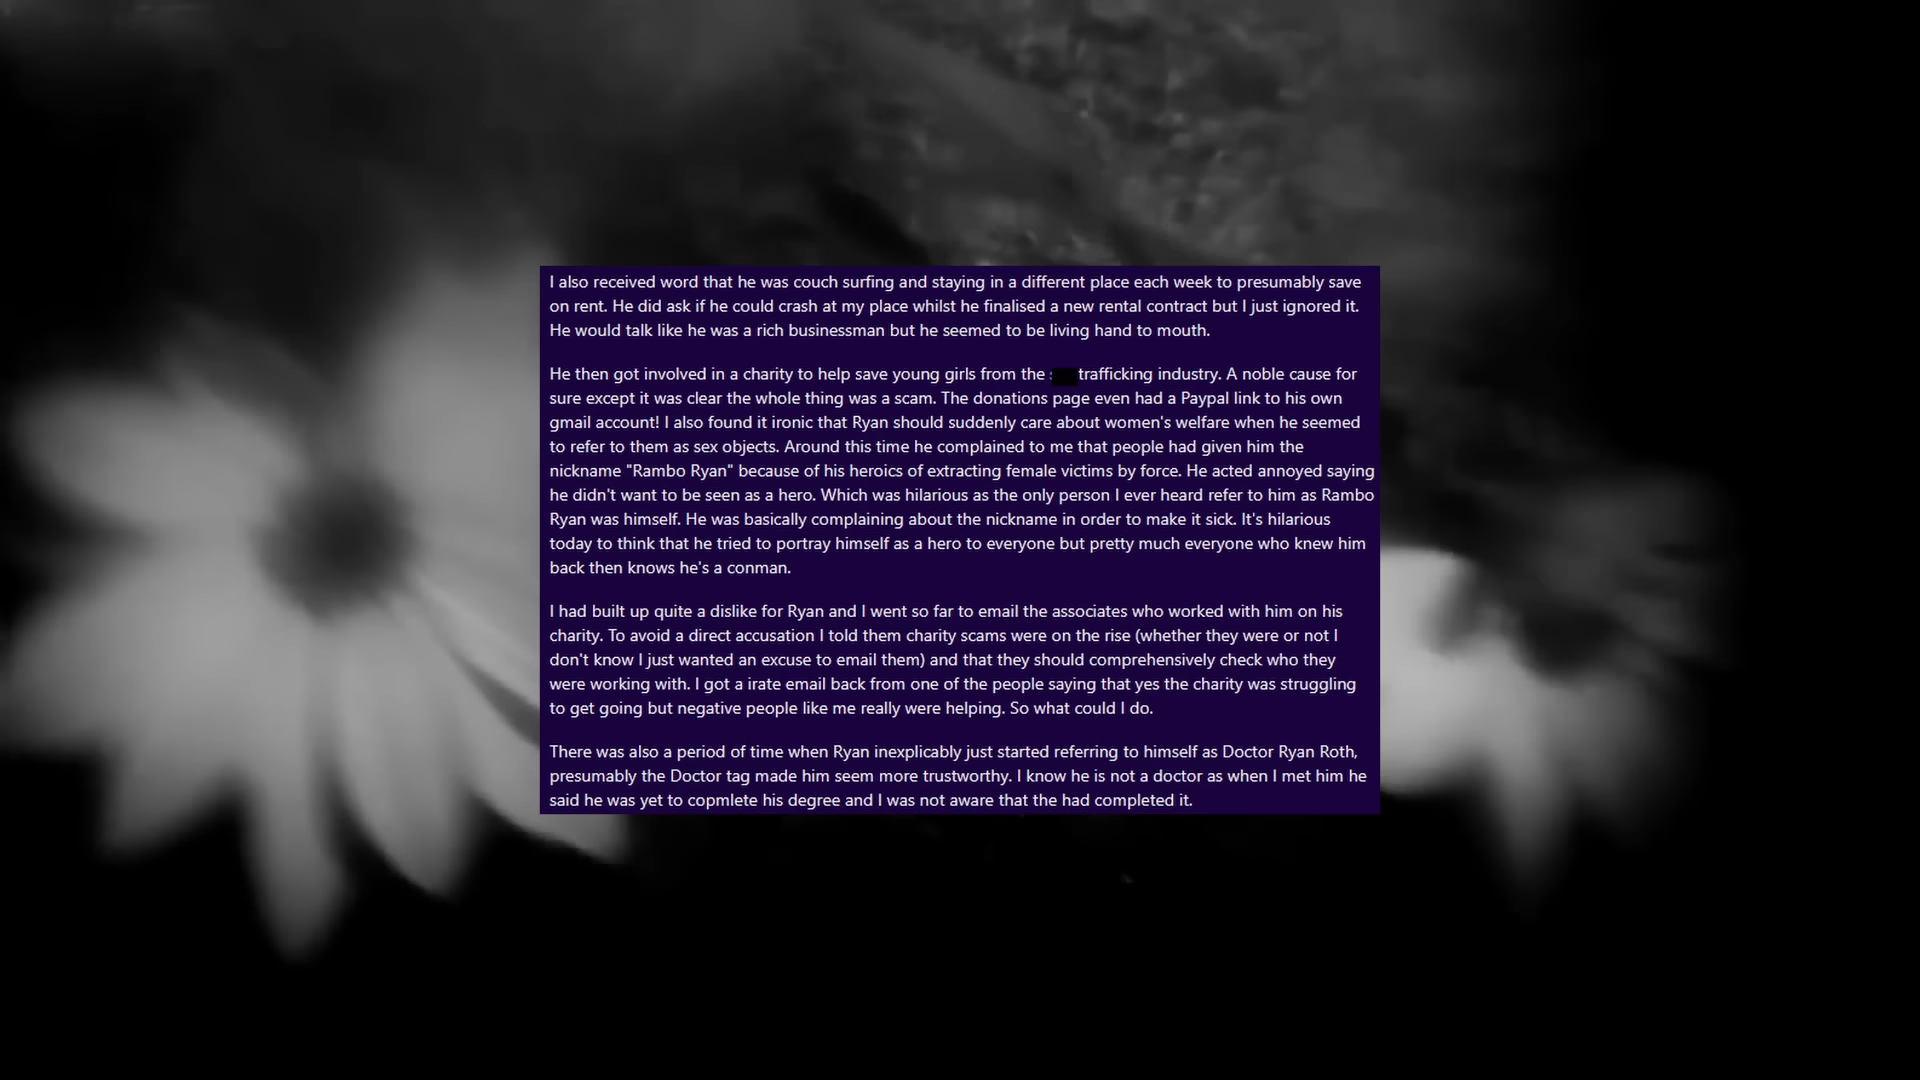 I also received word that he was couch surfing and staying in a different place each week to presumably save
on rent. He did ask if he could crash at my place whilst he finalised a new rental contract but I just ignored it.
He would talk like he was a rich businessman but he seemed to be living hand to mouth.
He then got involved in a charity to help save young girls from the trafficking industry. A noble cause for
sure except it was clear the whole thing was a scam. The donations page even had a Paypal link to his own
gmail account! I also found it ironic that Ryan should suddenly care about women's welfare when he seemed
to refer to them as sex objects. Around this time he complained to me that people had given him the
nickname "Rambo Ryan" because of his heroics of extracting female victims by force. He acted annoyed saying
he didn't want to be seen as a hero. Which was hilarious as the only person I ever heard refer to him as Rambo
Ryan was himself. He was basically complaining about the nickname in order to make it sick. It's hilarious
today to think that he tried to portray himself as a hero to everyone but pretty much everyone who knew him
back then knows he's a conman.
I had built up quite a dislike for Ryan and I went so far to email the associates who worked with him on his
charity. To avoid a direct accusation I told them charity scams were on the rise (whether they were or not I
don't know I just wanted an excuse to email them) and that they should comprehensively check who they
were working with. I got a irate email back from one of the people saying that yes the charity was struggling
to get going but negative people like me really were helping. So what could I do.
There was also a period of time when Ryan inexplicably just started referring to himself as Doctor Ryan Roth,
presumably the Doctor tag made him seem more trustworthy. I know he is not a doctor as when I met him he
said he was yet to copmlete his degree and I was not aware that the had completed it.